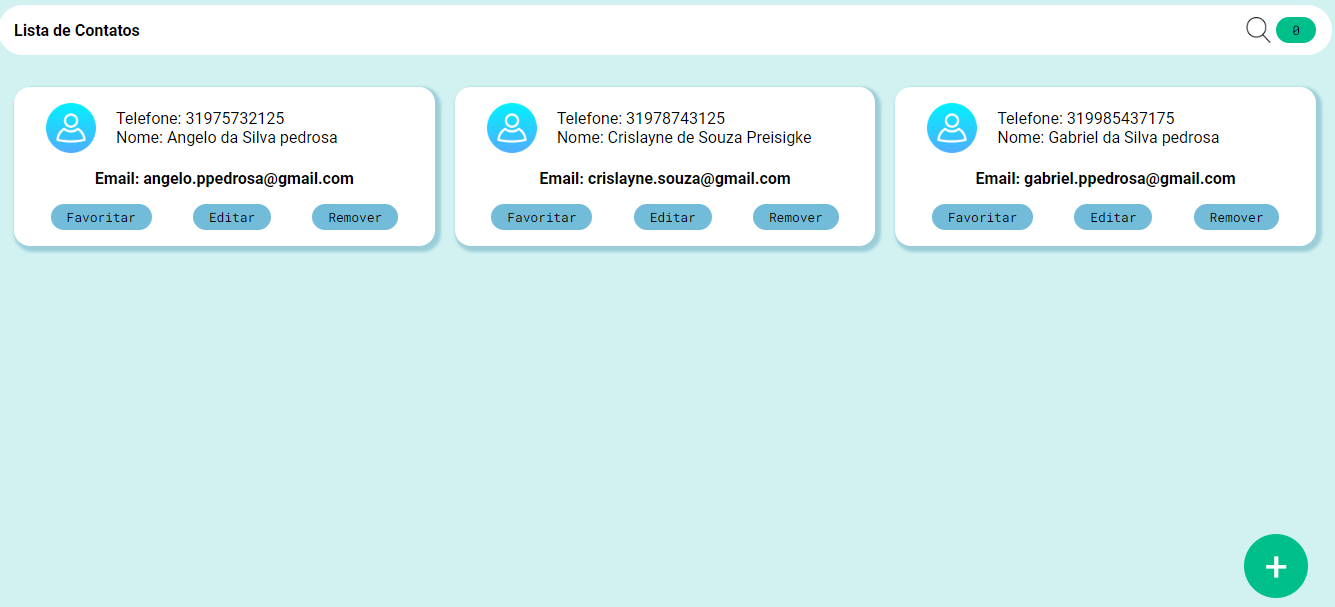 Lista de Contatos
0
Telefone: 31975732125
Nome: Angelo da Silva pedrosa
Email: angelo.ppedrosa@gmail.com
Favoritar Editar Remover
Telefone: 31978743125
Nome: Crislayne de Souza Preisigke
Email: crislayne.souza@gmail.com
Favoritar Editar Remover
Telefone: 319985437175
Nome: Gabriel da Silva pedrosa
Email: gabriel.ppedrosa@gmail.com
Favoritar Editar Remover
+